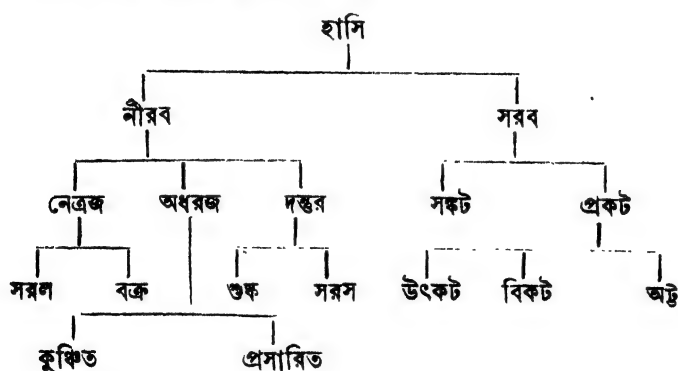 হাসি
নীরব সরব
নেত্রজ অধরজ দন্তুর সঙ্কট প্রকট
সরল বক্র শুষ্ক সরস উৎকট বিকট অট্ট
কুঞ্চিত প্রসারিত